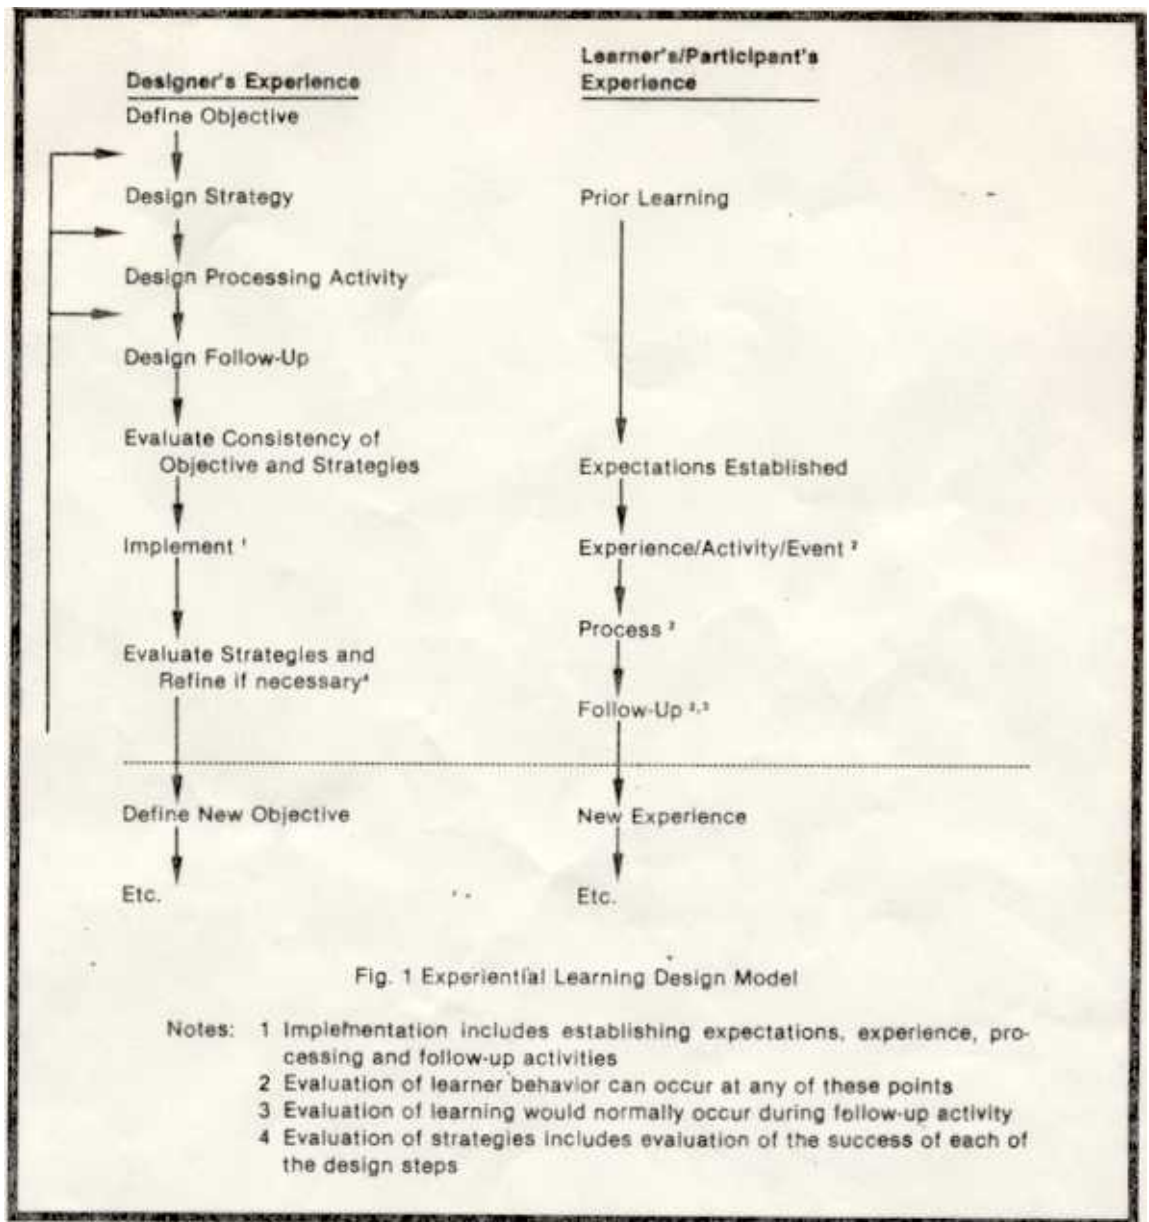 Designer's Experience
Define Objective
Design Strategy
Design Processing Activity
Design Follow-Up
Evaluate Consistency of
Objective and Strategies
Implement ¹
Evaluate Strategies and
Refine if necessary⁴
Define New Objective
Etc.
Learner's/Participant's
Experience
Prior Learning
Expectations Established
Experience/Activity/Event ²
Process ²
Follow-Up ²,³
New Experience
Etc.
Fig. 1 Experiential Learning Design Model
Notes: 1 Implementation includes establishing expectations, experience, pro-
cessing and follow-up activities
2 Evaluation of learner behavior can occur at any of these points
3 Evaluation of learning would normally occur during follow-up activity
4 Evaluation of strategies includes evaluation of the success of each of
the design steps